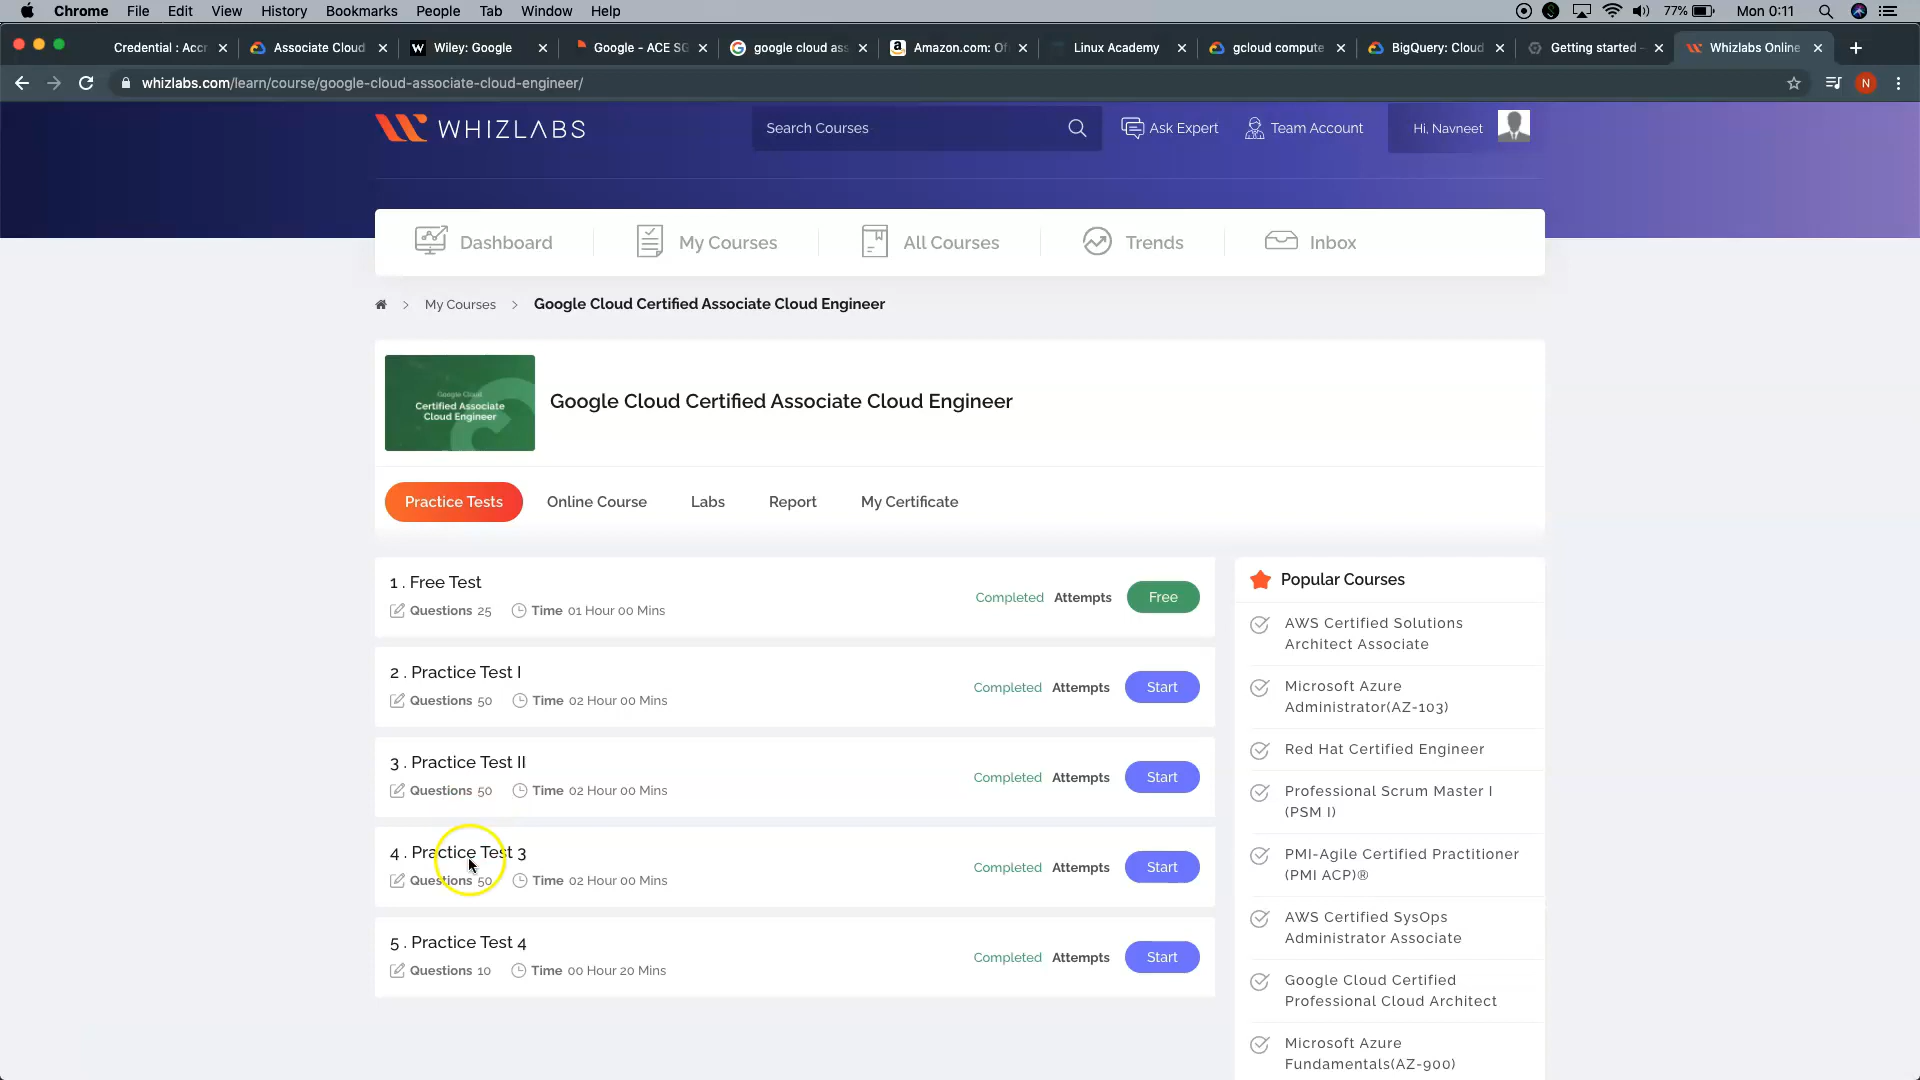 Chrome File Edit View History Bookmarks People Tab Window Help 77% Mon 0:11
Credential : Accr Associate Cloud Wiley: Google Google - ACE SG google cloud ass Amazon.com: Of Linux Academy gcloud compute BigQuery: Cloud Getting started - Whizlabs Online
whizlabs.com/learn/course/google-cloud-associate-cloud-engineer/ N
WHIZLABS Search Courses Ask Expert Team Account Hi, Navneet
Dashboard My Courses All Courses Trends Inbox
My Courses Google Cloud Certified Associate Cloud Engineer
Google Cloud
Certified Associate
Cloud Engineer
Google Cloud Certified Associate Cloud Engineer
Practice Tests Online Course Labs Report My Certificate
1 . Free Test
Questions 25 Time 01 Hour 00 Mins
Completed Attempts Free
2 . Practice Test I
Questions 50 Time 02 Hour 00 Mins
Completed Attempts Start
3 . Practice Test II
Questions 50 Time 02 Hour 00 Mins
Completed Attempts Start
4 . Practice Test 3
Questions 50 Time 02 Hour 00 Mins
Completed Attempts Start
5 . Practice Test 4
Questions 10 Time 00 Hour 20 Mins
Completed Attempts Start
Popular Courses
AWS Certified Solutions
Architect Associate
Microsoft Azure
Administrator(AZ-103)
Red Hat Certified Engineer
Professional Scrum Master I
(PSM I)
PMI-Agile Certified Practitioner
(PMI ACP)®
AWS Certified SysOps
Administrator Associate
Google Cloud Certified
Professional Cloud Architect
Microsoft Azure
Fundamentals(AZ-900)